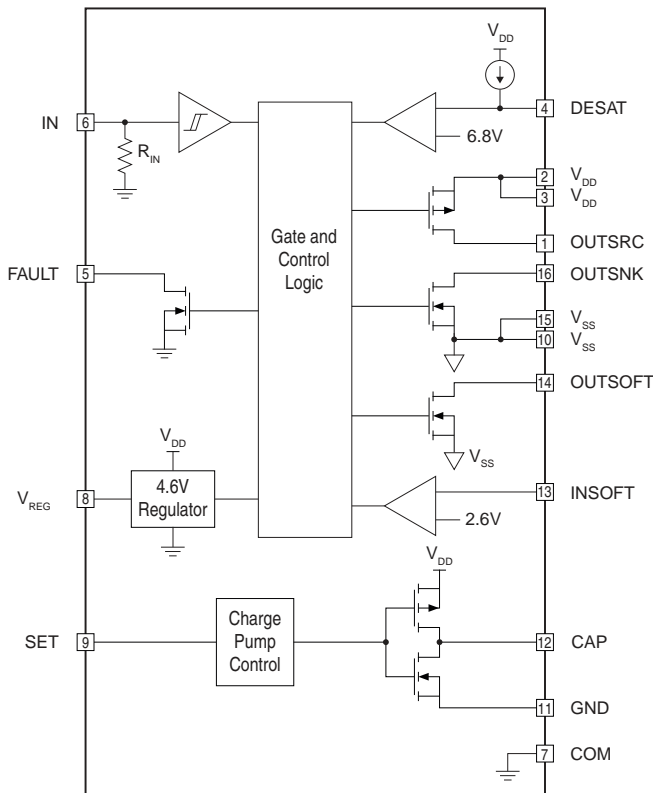 V_DD
IN 6
R_IN
4 DESAT
6.8V
2 V_DD
3 V_DD
1 OUTSRC
Gate and
Control
Logic
FAULT 5
16 OUTSNK
15 V_SS
10 V_SS
14 OUTSOFT
V_SS
V_DD
V_REG 8
4.6V
Regulator
13 INSOFT
2.6V
V_DD
SET 9
Charge
Pump
Control
12 CAP
11 GND
7 COM